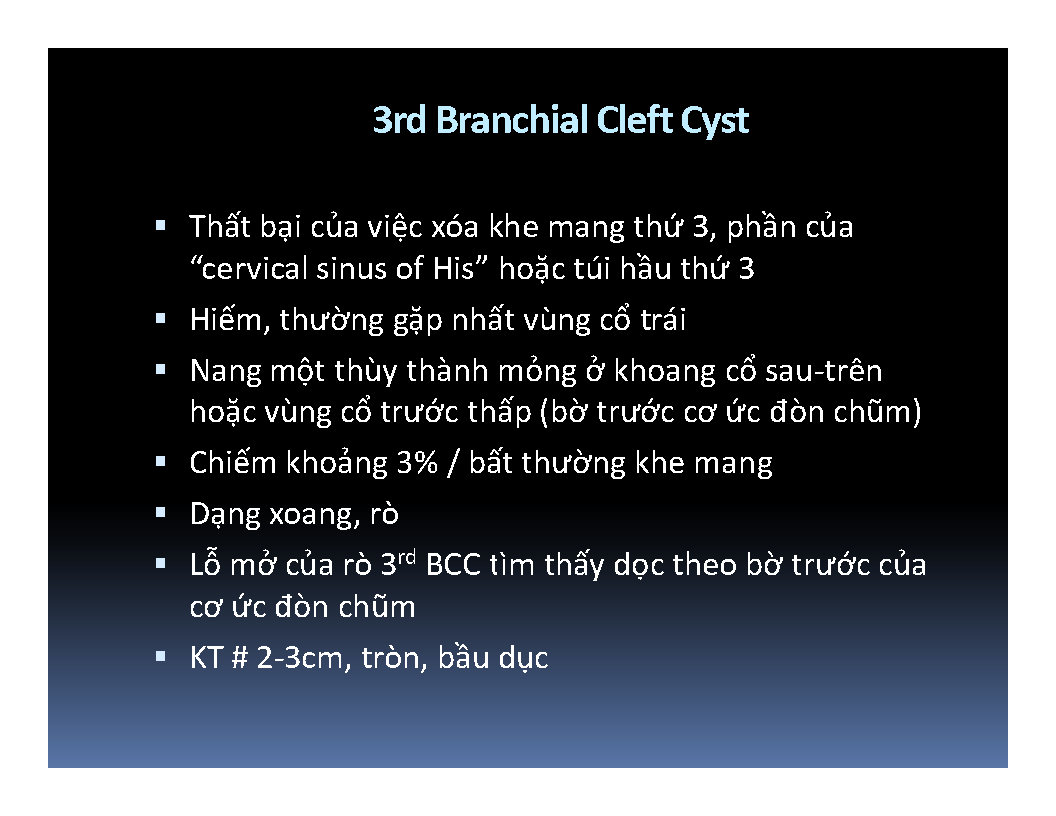 3rd Branchial Cleft Cyst
▪ Thất bại của việc xóa khe mang thứ 3, phần của
“cervical sinus of His” hoặc túi hầu thứ 3
▪ Hiếm, thường gặp nhất vùng cổ trái
▪ Nang một thùy thành mỏng ở khoang cổ sau-trên
hoặc vùng cổ trước thấp (bờ trước cơ ức đòn chũm)
▪ Chiếm khoảng 3% / bất thường khe mang
▪ Dạng xoang, rò
▪ Lỗ mở của rò 3rd BCC tìm thấy dọc theo bờ trước của
cơ ức đòn chũm
▪ KT # 2-3cm, tròn, bầu dục